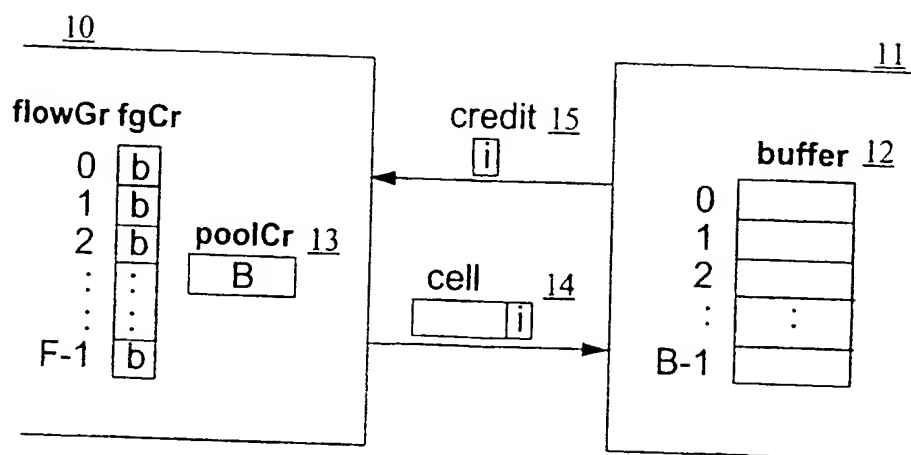 10
11
flowGr fgCr
credit 15
i
buffer 12
0 b
1 b
2 b
: :
: :
F-1 b
poolCr 13
B
cell 14
i
0
1
2
: :
B-1